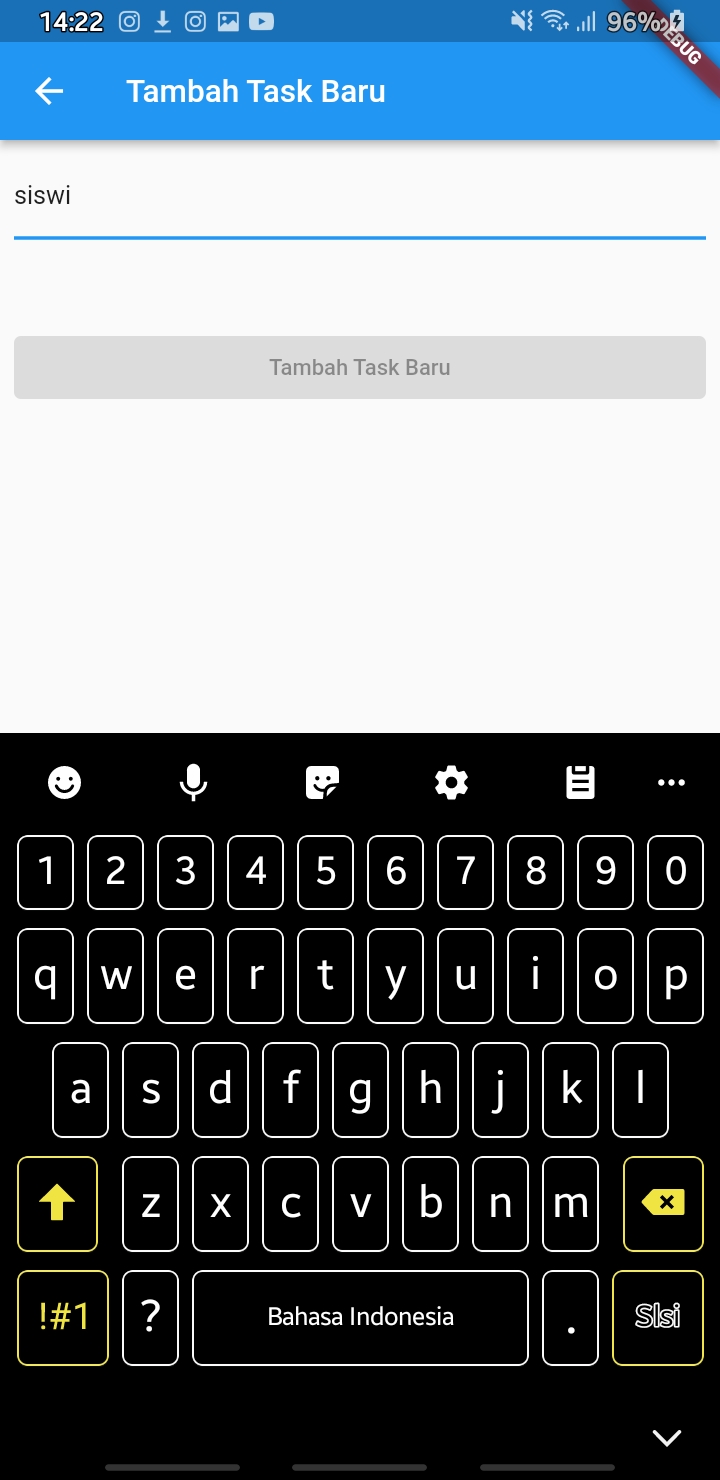 14:22 96%
DEBUG
Tambah Task Baru
siswi
Tambah Task Baru
1 2 3 4 5 6 7 8 9 0
q w e r t y u i o p
a s d f g h j k l
z x c v b n m
!#1 ? Bahasa Indonesia . Slsi